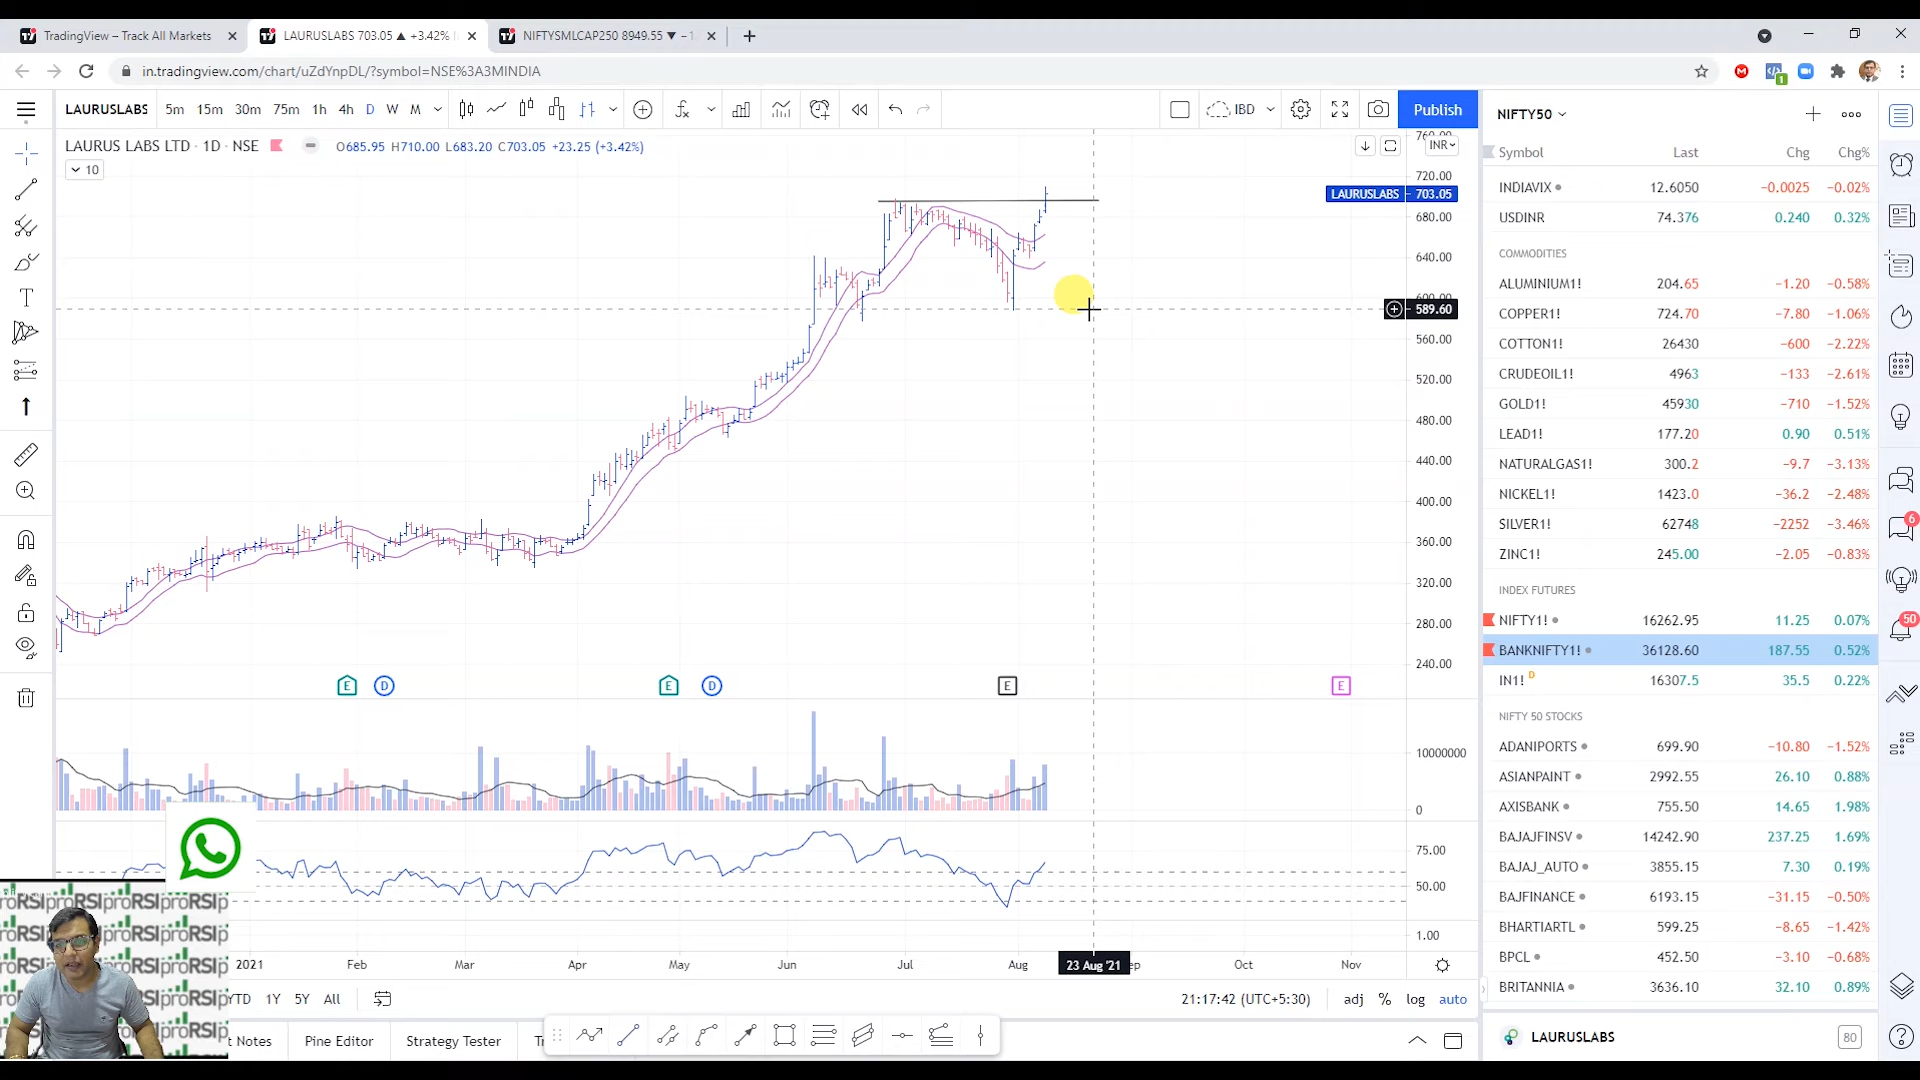 TradingView – Track All Markets
LAURUSLABS 703.05 ▲ +3.42%
NIFTYSMLCAP250 8949.55 ▼ −1
in.tradingview.com/chart/uZdYnpDL/?symbol=NSE%3A3MINDIA
1
LAURUSLABS 5m 15m 30m 75m 1h 4h D W M IBD Publish
LAURUS LABS LTD · 1D · NSE O685.95 H710.00 L683.20 C703.05 +23.25 (+3.42%)
10
INR
760.00
720.00
LAURUSLABS 703.05
680.00
640.00
600.00
589.60
560.00
520.00
480.00
440.00
400.00
360.00
320.00
280.00
240.00
E D E D E E
10000000
0
75.00
50.00
1.00
2021 Feb Mar Apr May Jun Jul Aug 23 Aug '21 ep Oct Nov
YTD 1Y 5Y All
21:17:42 (UTC+5:30) adj % log auto
t Notes Pine Editor Strategy Tester
NIFTY50
Symbol Last Chg Chg%
INDIAVIX 12.6050 −0.0025 −0.02%
USDINR 74.376 0.240 0.32%
COMMODITIES
ALUMINIUM1! 204.65 −1.20 −0.58%
COPPER1! 724.70 −7.80 −1.06%
COTTON1! 26430 −600 −2.22%
CRUDEOIL1! 4963 −133 −2.61%
GOLD1! 45930 −710 −1.52%
LEAD1! 177.20 0.90 0.51%
NATURALGAS1! 300.2 −9.7 −3.13%
NICKEL1! 1423.0 −36.2 −2.48%
SILVER1! 62748 −2252 −3.46%
ZINC1! 245.00 −2.05 −0.83%
INDEX FUTURES
NIFTY1! 16262.95 11.25 0.07%
BANKNIFTY1! 36128.60 187.55 0.52%
IN1! D 16307.5 35.5 0.22%
NIFTY 50 STOCKS
ADANIPORTS 699.90 −10.80 −1.52%
ASIANPAINT 2992.55 26.10 0.88%
AXISBANK 755.50 14.65 1.98%
BAJAJFINSV 14242.90 237.25 1.69%
BAJAJ_AUTO 3855.15 7.30 0.19%
BAJFINANCE 6193.15 −31.15 −0.50%
BHARTIARTL 599.25 −8.65 −1.42%
BPCL 452.50 −3.10 −0.68%
BRITANNIA 3636.10 32.10 0.89%
LAURUSLABS 80
6
50
proRSI proRSI proRSI